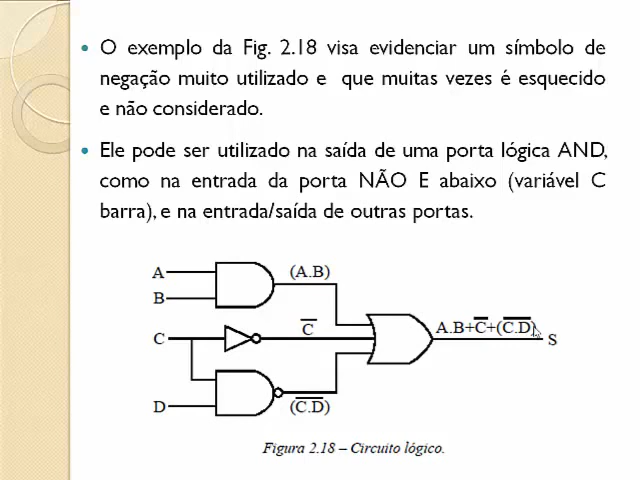 O exemplo da Fig. 2.18 visa evidenciar um símbolo de
negação muito utilizado e que muitas vezes é esquecido
e não considerado.
Ele pode ser utilizado na saída de uma porta lógica AND,
como na entrada da porta NÃO E abaixo (variável C
barra), e na entrada/saída de outras portas.
A
(A.B)
B
C
C̅
A.B+C̅+(C̅.̅D̅)
S
D
(C̅.̅D̅)
Figura 2.18 – Circuito lógico.